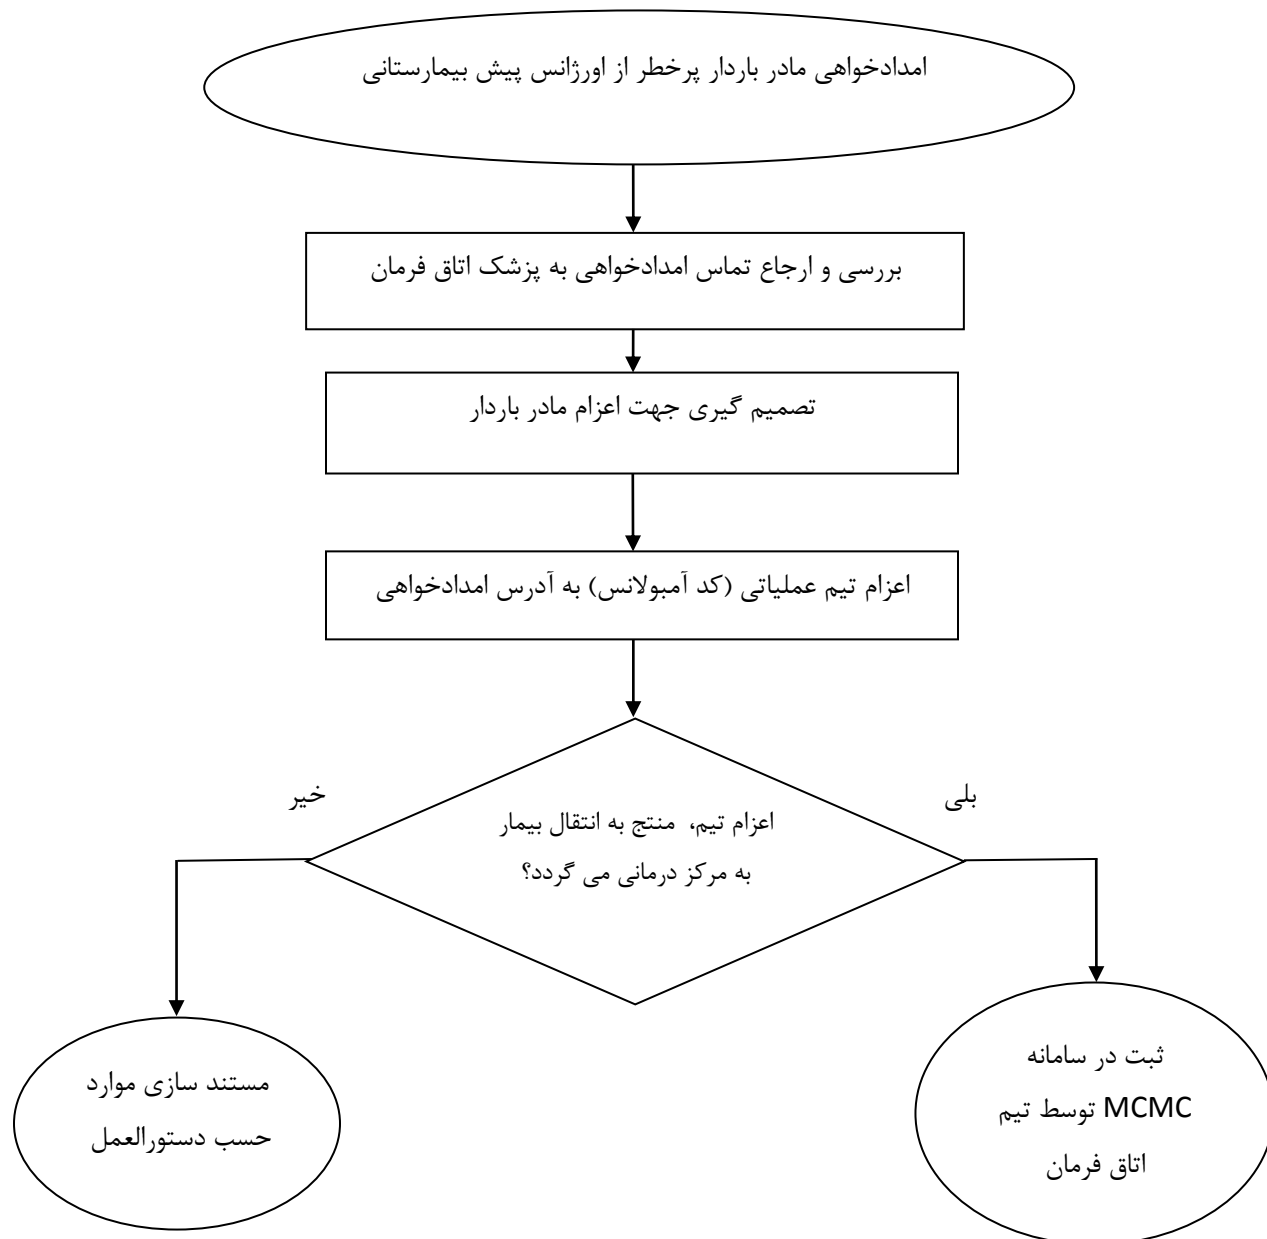 امدادخواهی مادر باردار پرخطر از اورژانس پیش بیمارستانی
بررسی و ارجاع تماس امدادخواهی به پزشک اتاق فرمان
تصمیم گیری جهت اعزام مادر باردار
اعزام تیم عملیاتی (کد آمبولانس) به آدرس امدادخواهی
بلی
خیر
اعزام تیم، منتج به انتقال بیمار
به مرکز درمانی می گردد؟
ثبت در سامانه
MCMC توسط تیم
اتاق فرمان
مستند سازی موارد
حسب دستورالعمل